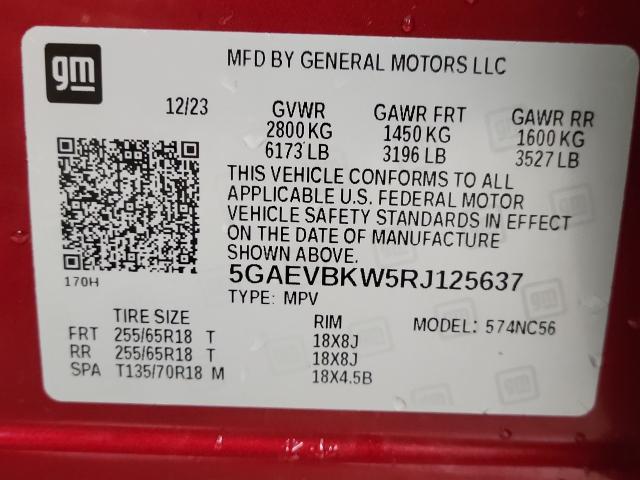 gm
MFD BY GENERAL MOTORS LLC
12/23
GVWR GAWR FRT GAWR RR
2800 KG 1450 KG 1600 KG
6173 LB 3196 LB 3527 LB
THIS VEHICLE CONFORMS TO ALL
APPLICABLE U.S. FEDERAL MOTOR
VEHICLE SAFETY STANDARDS IN EFFECT
ON THE DATE OF MANUFACTURE
SHOWN ABOVE.
170H
5GAEVBKW5RJ125637
TYPE: MPV
TIRE SIZE RIM MODEL: 574NC56
FRT 255/65R18 T 18X8J
RR 255/65R18 T 18X8J
SPA T135/70R18 M 18X4.5B